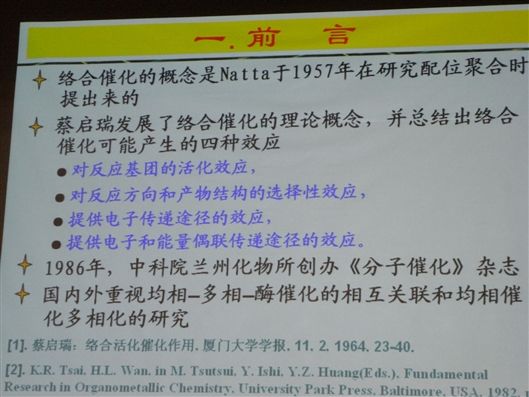 一.前 言
络合催化的概念是Natta于1957年在研究配位聚合时
提出来的
蔡启瑞发展了络合催化的理论概念，并总结出络合
催化可能产生的四种效应
对反应基团的活化效应，
对反应方向和产物结构的选择性效应，
提供电子传递途径的效应，
提供电子和能量偶联传递途径的效应。
1986年，中科院兰州化物所创办《分子催化》杂志
国内外重视均相-多相-酶催化的相互关联和均相催
化多相化的研究
[1]. 蔡启瑞：络合活化催化作用. 厦门大学学报. 11. 2. 1964. 23-40.
[2]. K.R. Tsai, H.L. Wan, in M. Tsutsui, Y. Ishi, Y.Z. Huang(Eds.), Fundamental
Research in Organometallic Chemistry, University Park Press, Baltimore, USA, 1982,